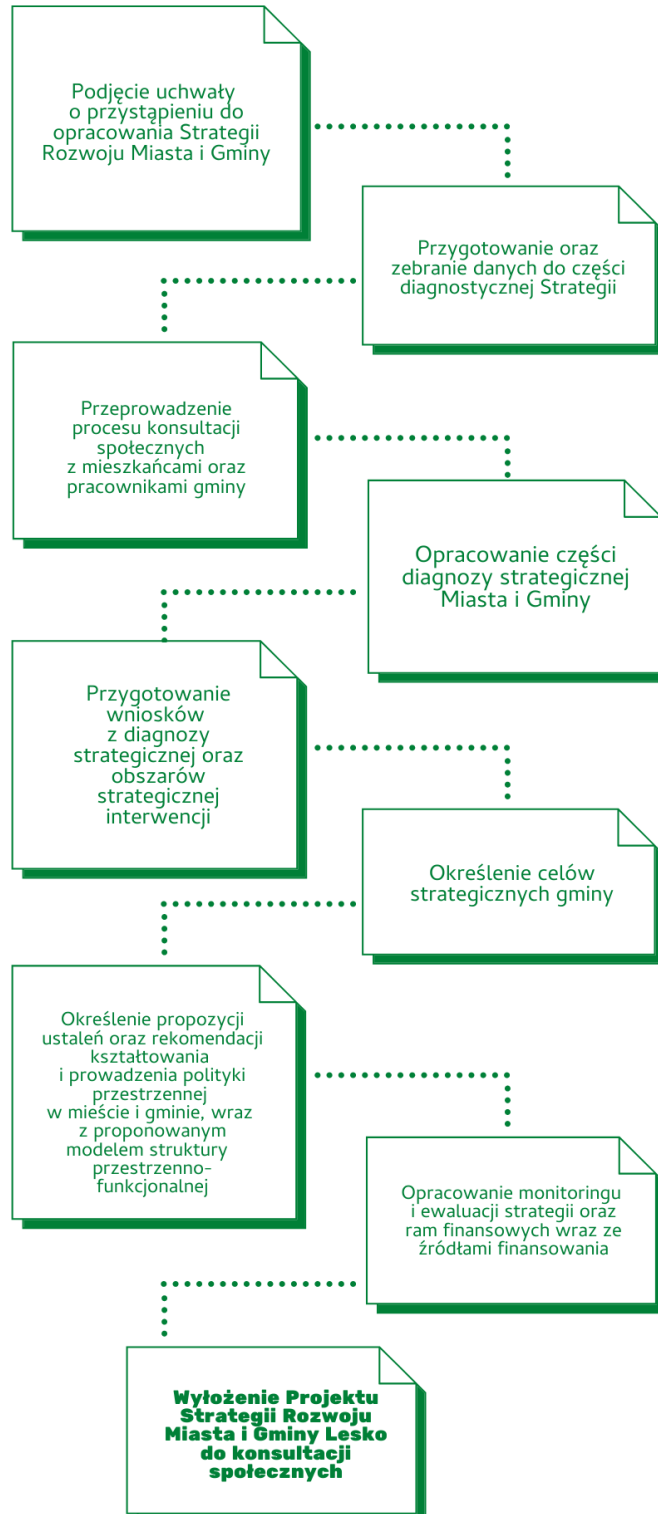 Podjęcie uchwały
o przystąpieniu do
opracowania Strategii
Rozwoju Miasta i Gminy
Przygotowanie oraz
zebranie danych do części
diagnostycznej Strategii
Przeprowadzenie
procesu konsultacji
społecznych
z mieszkańcami oraz
pracownikami gminy
Opracowanie części
diagnozy strategicznej
Miasta i Gminy
Przygotowanie
wniosków
z diagnozy
strategicznej oraz
obszarów
strategicznej
interwencji
Określenie celów
strategicznych gminy
Określenie propozycji
ustaleń oraz rekomendacji
kształtowania
i prowadzenia polityki
przestrzennej
w mieście i gminie, wraz
z proponowanym
modelem struktury
przestrzenno-
funkcjonalnej
Opracowanie monitoringu
i ewaluacji strategii oraz
ram finansowych wraz ze
źródłami finansowania
Wyłożenie Projektu
Strategii Rozwoju
Miasta i Gminy Lesko
do konsultacji
społecznych